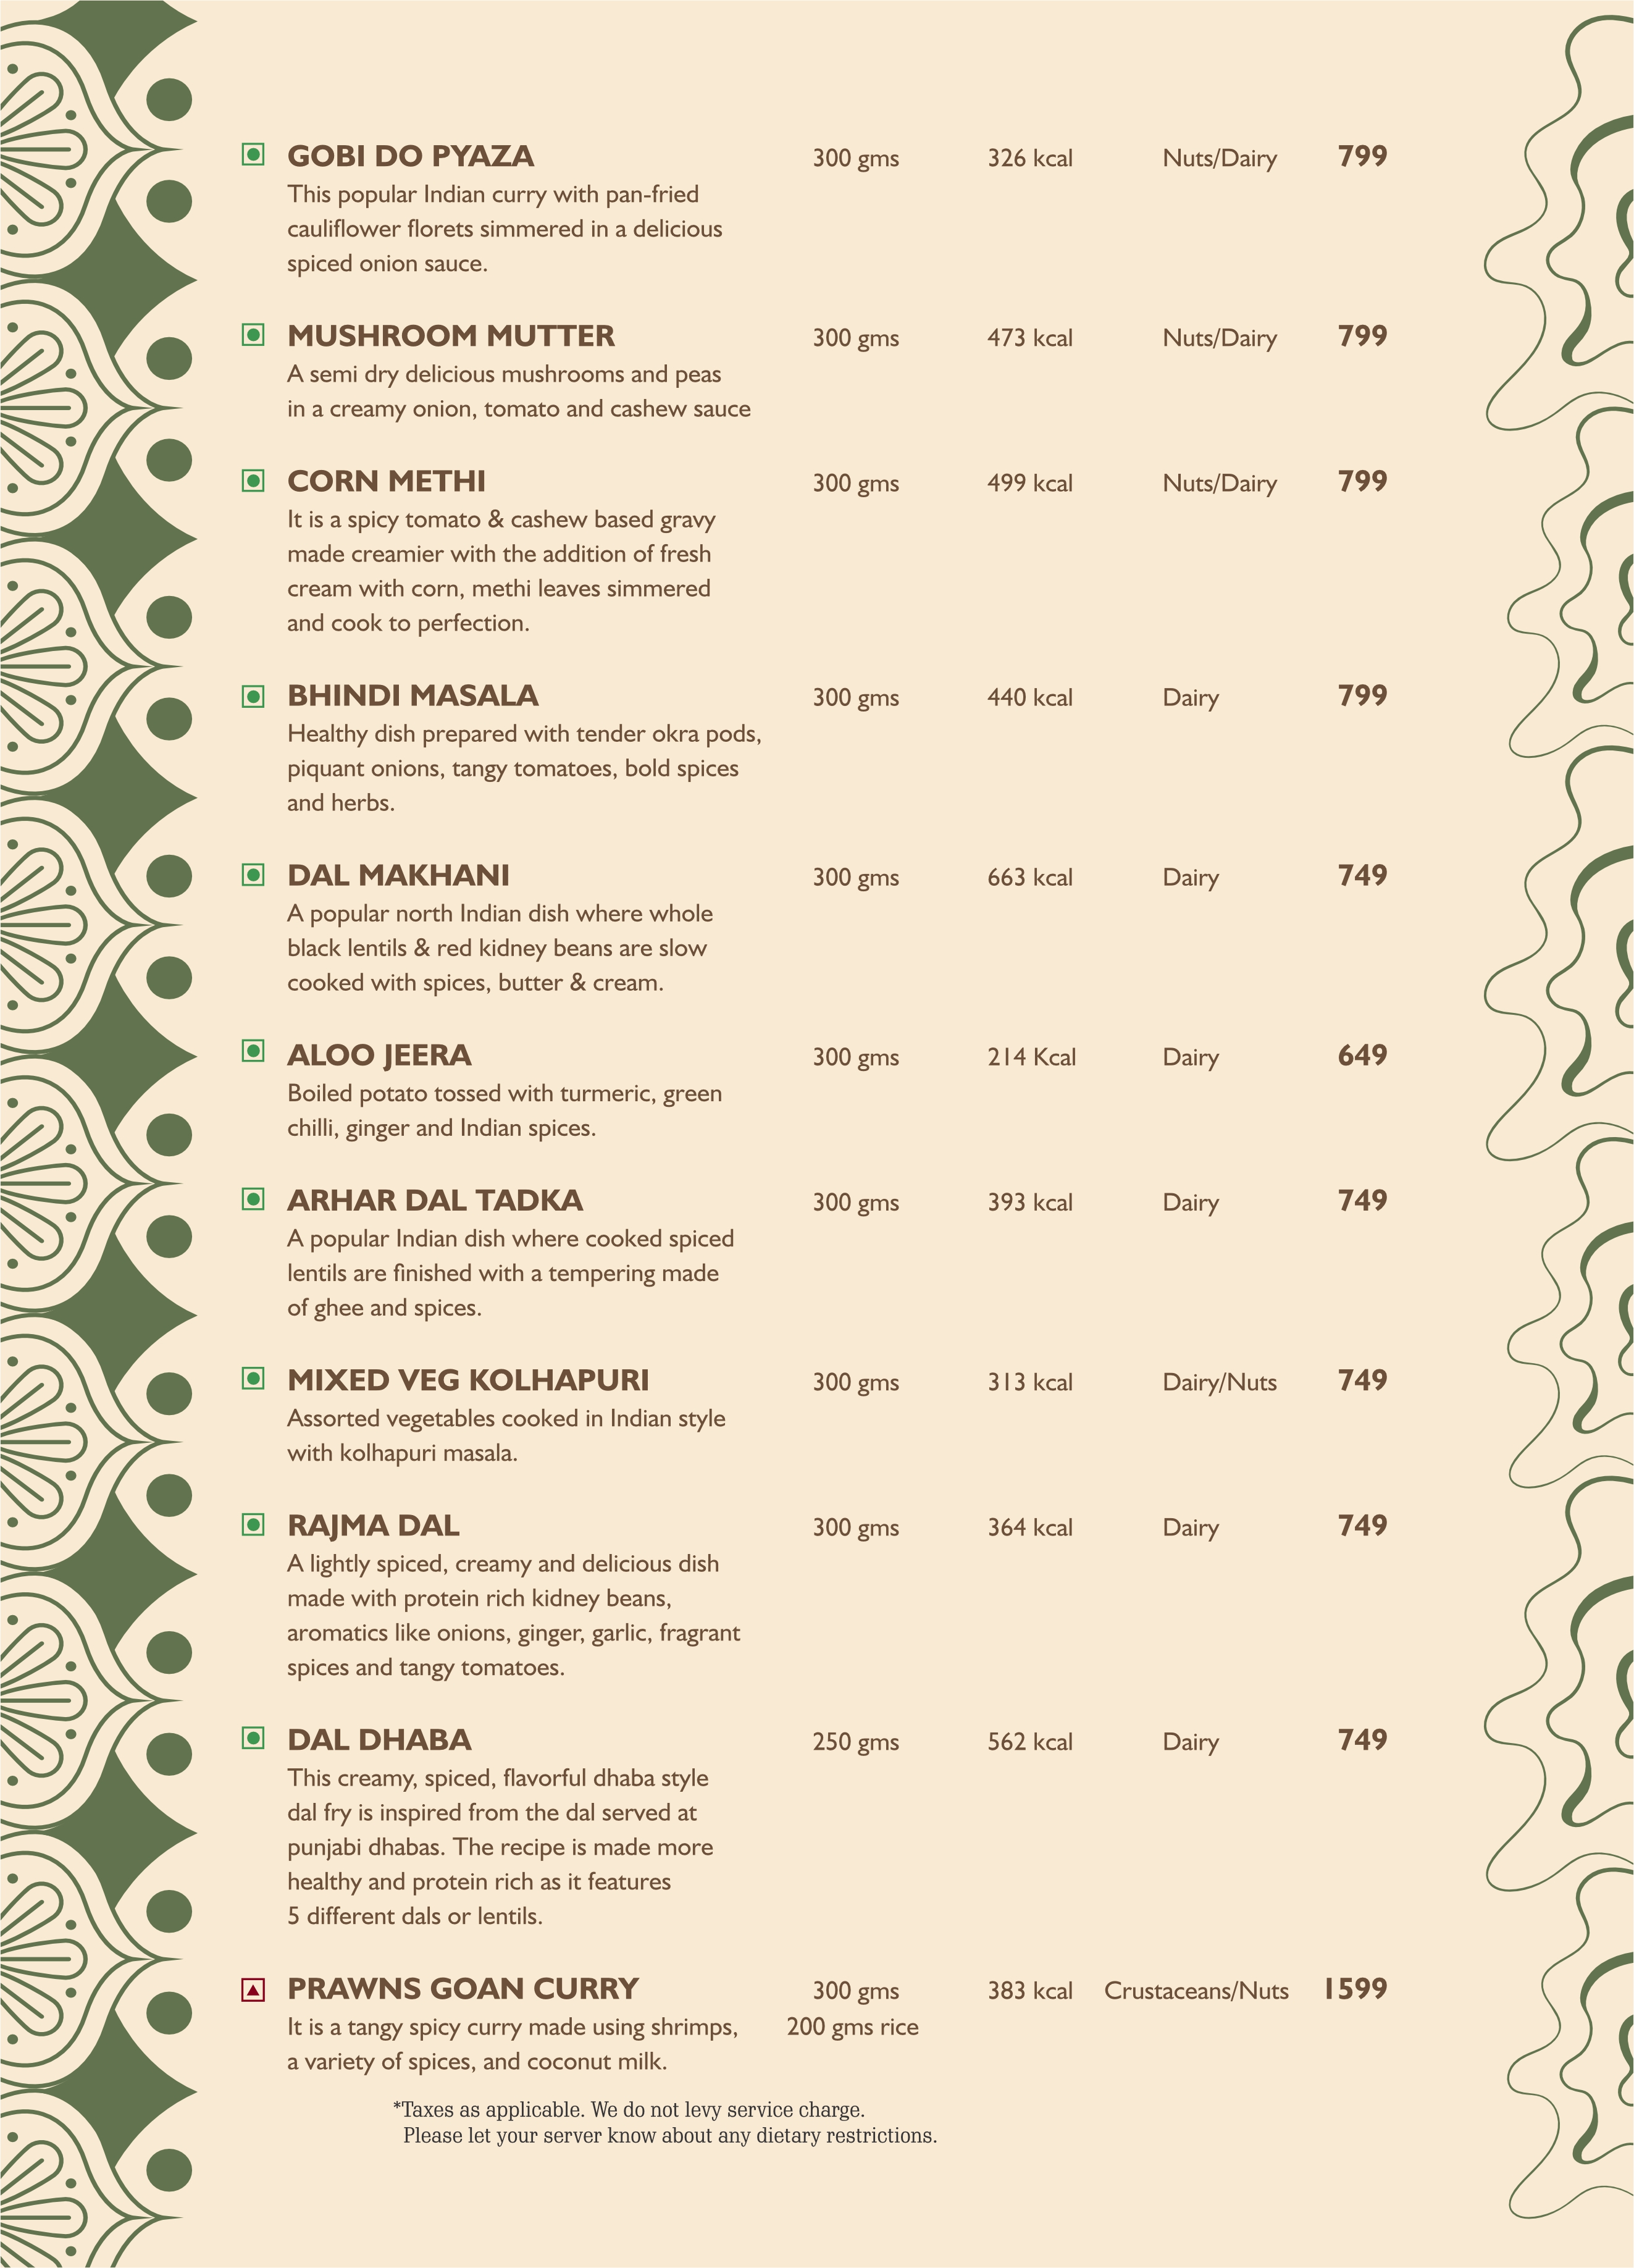 GOBI DO PYAZA 300 gms 326 kcal Nuts/Dairy 799
This popular Indian curry with pan-fried
cauliflower florets simmered in a delicious
spiced onion sauce.
MUSHROOM MUTTER 300 gms 473 kcal Nuts/Dairy 799
A semi dry delicious mushrooms and peas
in a creamy onion, tomato and cashew sauce
CORN METHI 300 gms 499 kcal Nuts/Dairy 799
It is a spicy tomato & cashew based gravy
made creamier with the addition of fresh
cream with corn, methi leaves simmered
and cook to perfection.
BHINDI MASALA 300 gms 440 kcal Dairy 799
Healthy dish prepared with tender okra pods,
piquant onions, tangy tomatoes, bold spices
and herbs.
DAL MAKHANI 300 gms 663 kcal Dairy 749
A popular north Indian dish where whole
black lentils & red kidney beans are slow
cooked with spices, butter & cream.
ALOO JEERA 300 gms 214 Kcal Dairy 649
Boiled potato tossed with turmeric, green
chilli, ginger and Indian spices.
ARHAR DAL TADKA 300 gms 393 kcal Dairy 749
A popular Indian dish where cooked spiced
lentils are finished with a tempering made
of ghee and spices.
MIXED VEG KOLHAPURI 300 gms 313 kcal Dairy/Nuts 749
Assorted vegetables cooked in Indian style
with kolhapuri masala.
RAJMA DAL 300 gms 364 kcal Dairy 749
A lightly spiced, creamy and delicious dish
made with protein rich kidney beans,
aromatics like onions, ginger, garlic, fragrant
spices and tangy tomatoes.
DAL DHABA 250 gms 562 kcal Dairy 749
This creamy, spiced, flavorful dhaba style
dal fry is inspired from the dal served at
punjabi dhabas. The recipe is made more
healthy and protein rich as it features
5 different dals or lentils.
PRAWNS GOAN CURRY 300 gms 383 kcal Crustaceans/Nuts 1599
It is a tangy spicy curry made using shrimps, 200 gms rice
a variety of spices, and coconut milk.
*Taxes as applicable. We do not levy service charge.
Please let your server know about any dietary restrictions.